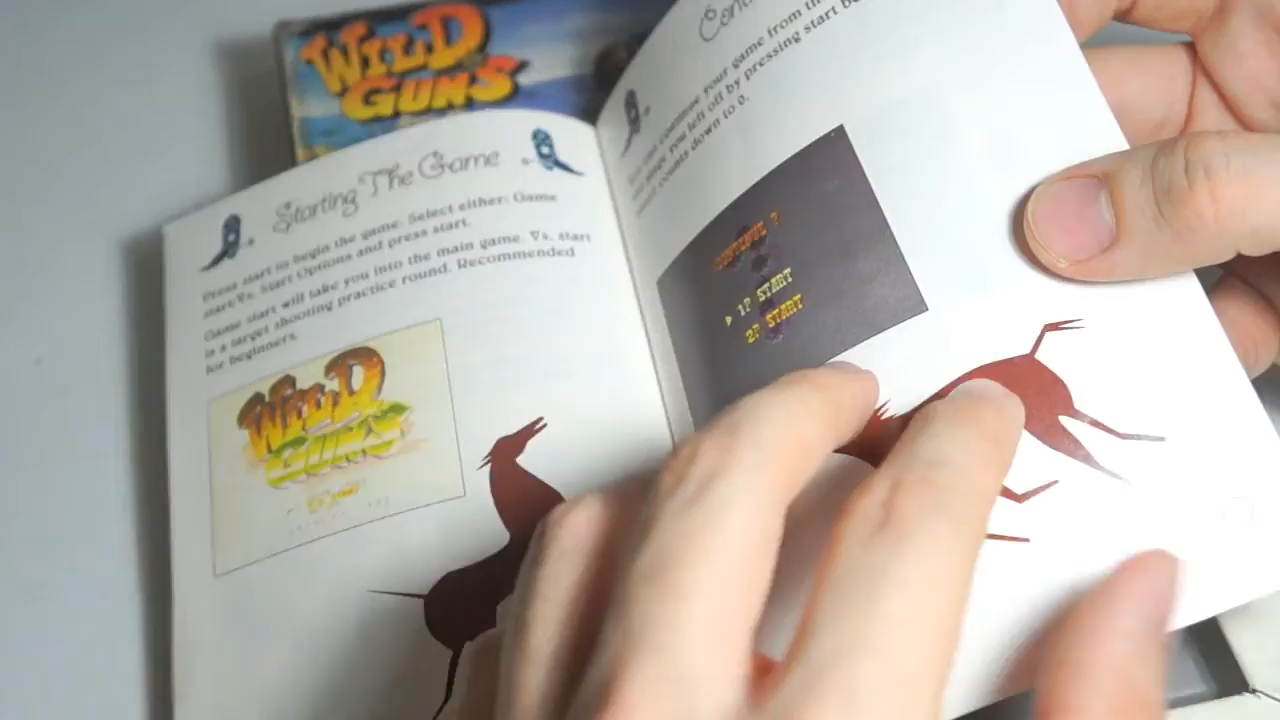 WILD
GUNS
Starting The Game
Press start to begin the game. Select either: Game
start/Vs. Start Options and press start.
Game start will take you into the main game. Vs. start
is a target shooting practice round. Recommended
for beginners.
WILD
GUNS
continue your game from
you left off by pressing start
counts down to 0.
CONTINUE ?
1P START
2P START